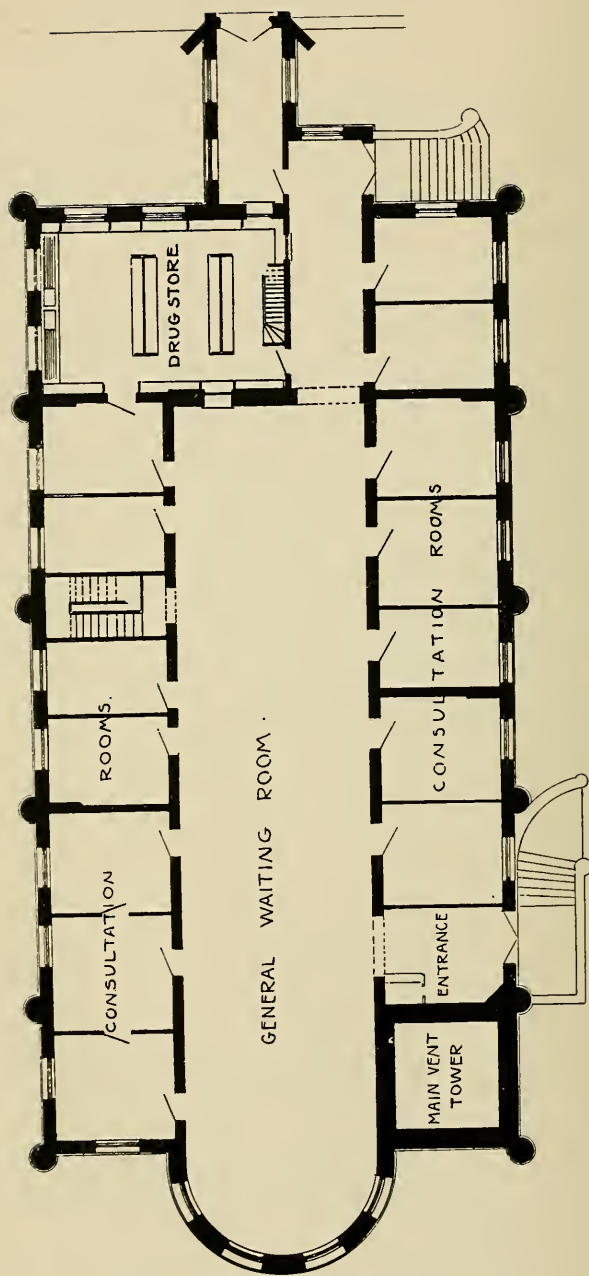 CONSULTATION ROOMS.
DRUG STORE
GENERAL WAITING ROOM.
MAIN VENT
TOWER
ENTRANCE
CONSULTATION ROOMS